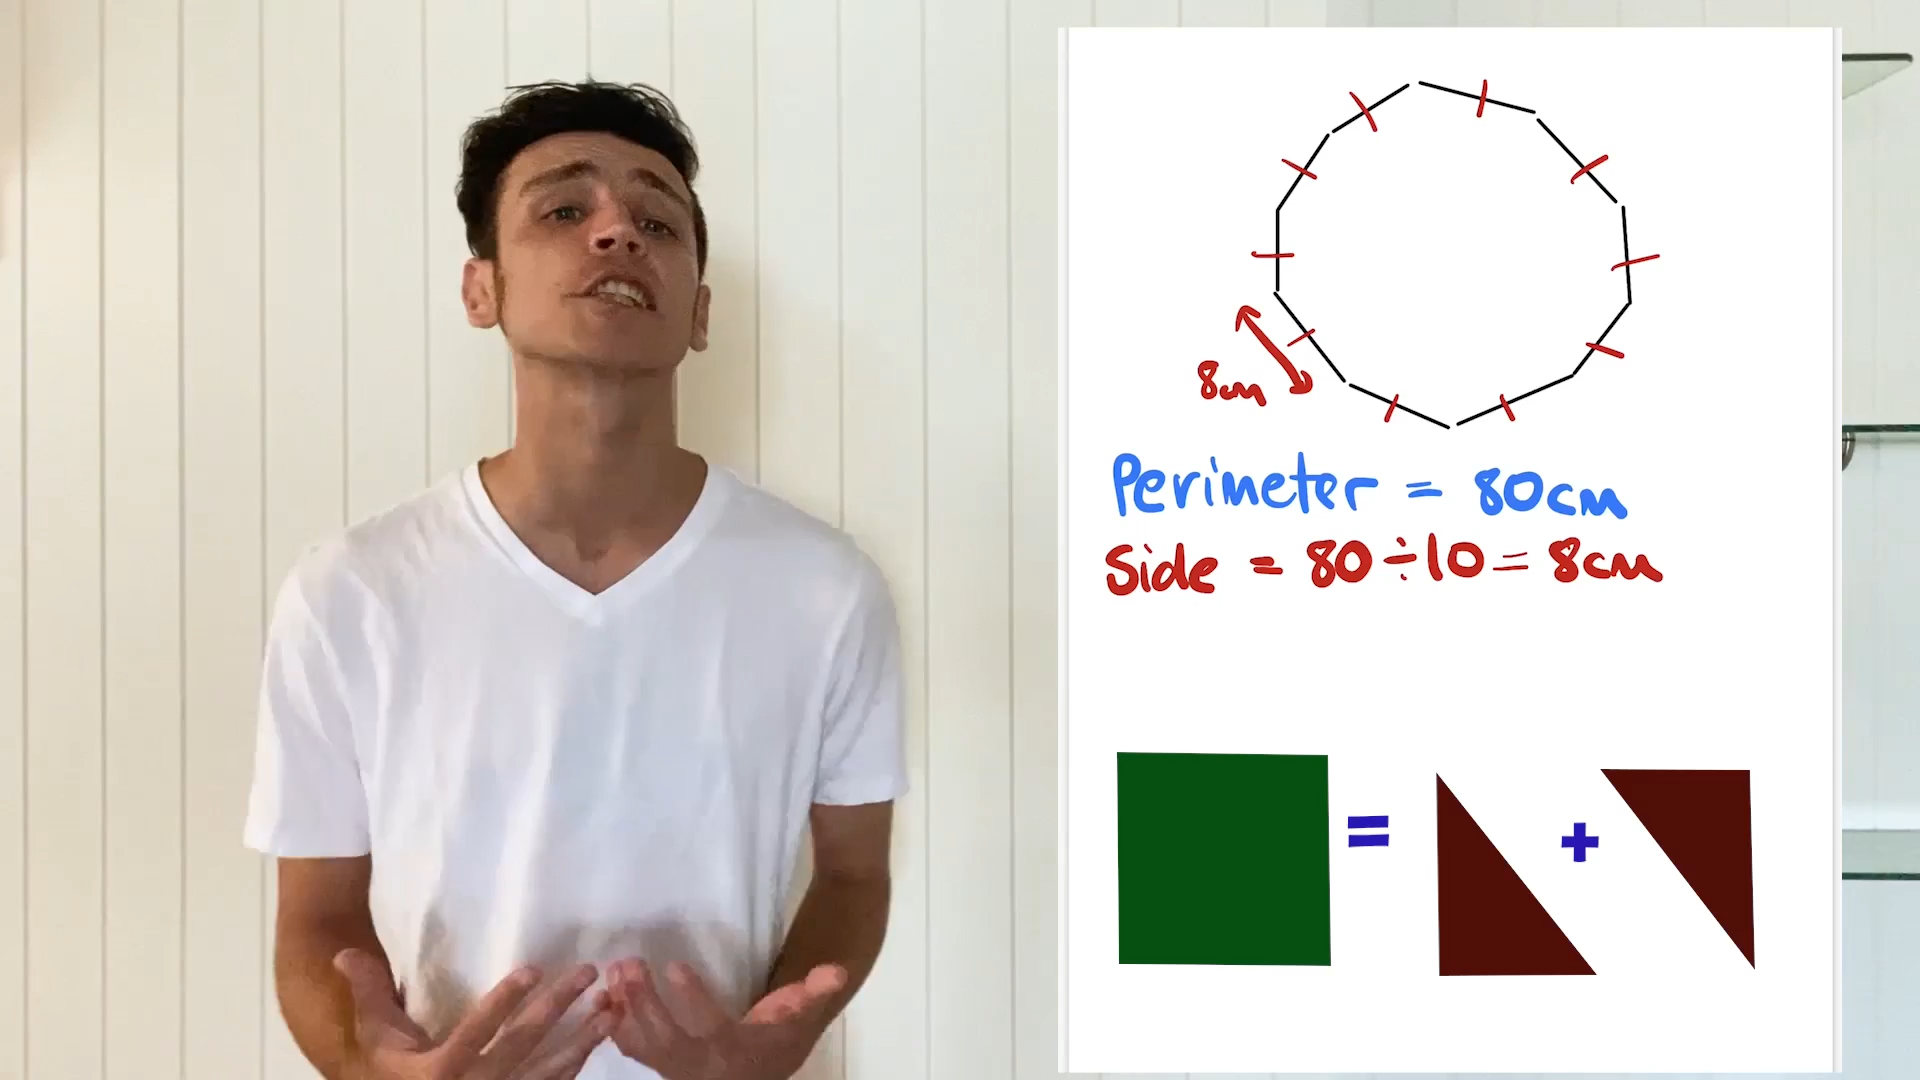 8cm
Perimeter = 80cm
Side = 80 ÷ 10 = 8cm
=
+